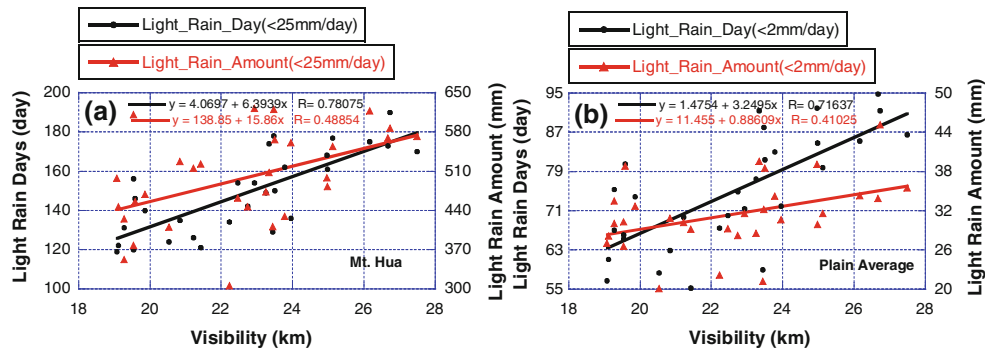 Light_Rain_Day(<25mm/day)
Light_Rain_Amount(<25mm/day)
Light Rain Days (day)
200
180
160
140
120
100
(a)
y = 4.0697 + 6.3939x R= 0.78075
y = 138.85 + 15.86x R= 0.48854
Mt. Hua
650
580
510
440
370
300
Light Rain Amount (mm)
18 20 22 24 26 28
Visibility (km)
Light_Rain_Day(<2mm/day)
Light_Rain_Amount(<2mm/day)
Light Rain Days (day)
95
87
79
71
63
55
(b)
y = 1.4754 + 3.2495x R= 0.71637
y = 11.455 + 0.88609x R= 0.41025
Plain Average
50
44
38
32
26
20
Light Rain Amount (mm)
18 20 22 24 26 28
Visibility (km)